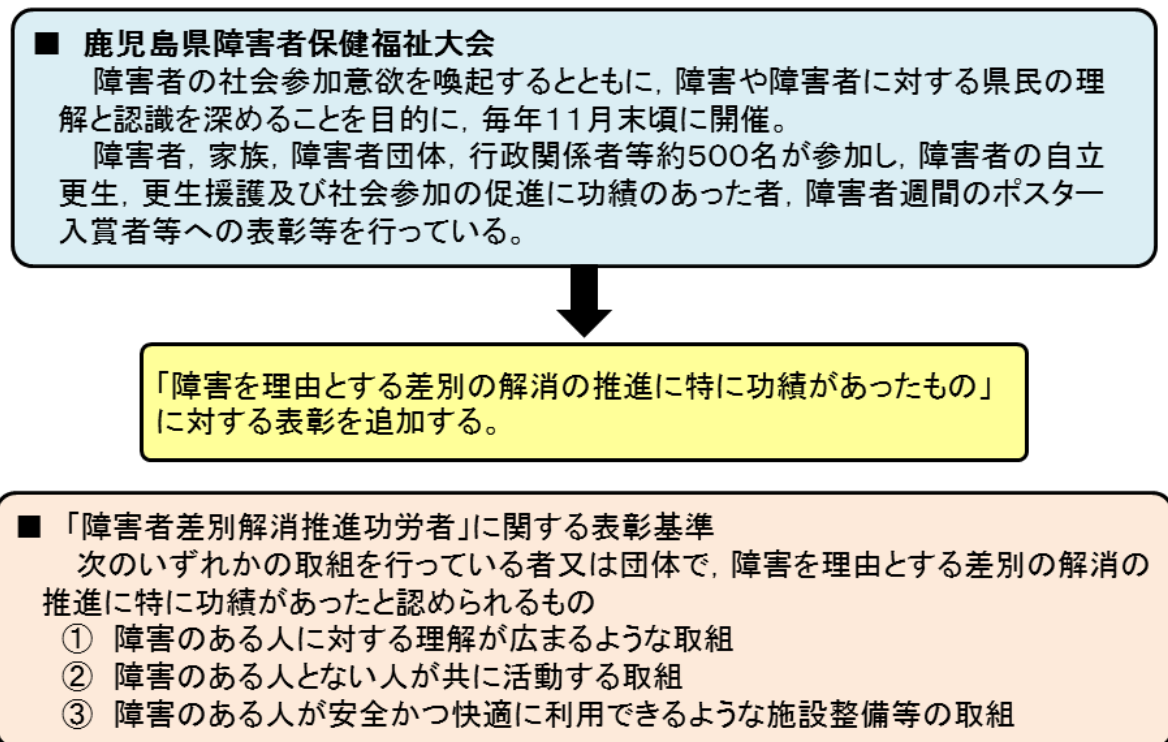 ■ 鹿児島県障害者保健福祉大会
障害者の社会参加意欲を喚起するとともに，障害や障害者に対する県民の理
解と認識を深めることを目的に，毎年１１月末頃に開催。
障害者，家族，障害者団体，行政関係者等約５００名が参加し，障害者の自立
更生，更生援護及び社会参加の促進に功績のあった者，障害者週間のポスター
入賞者等への表彰等を行っている。
「障害を理由とする差別の解消の推進に特に功績があったもの」
に対する表彰を追加する。
■ 「障害者差別解消推進功労者」に関する表彰基準
次のいずれかの取組を行っている者又は団体で，障害を理由とする差別の解消の
推進に特に功績があったと認められるもの
① 障害のある人に対する理解が広まるような取組
② 障害のある人とない人が共に活動する取組
③ 障害のある人が安全かつ快適に利用できるような施設整備等の取組